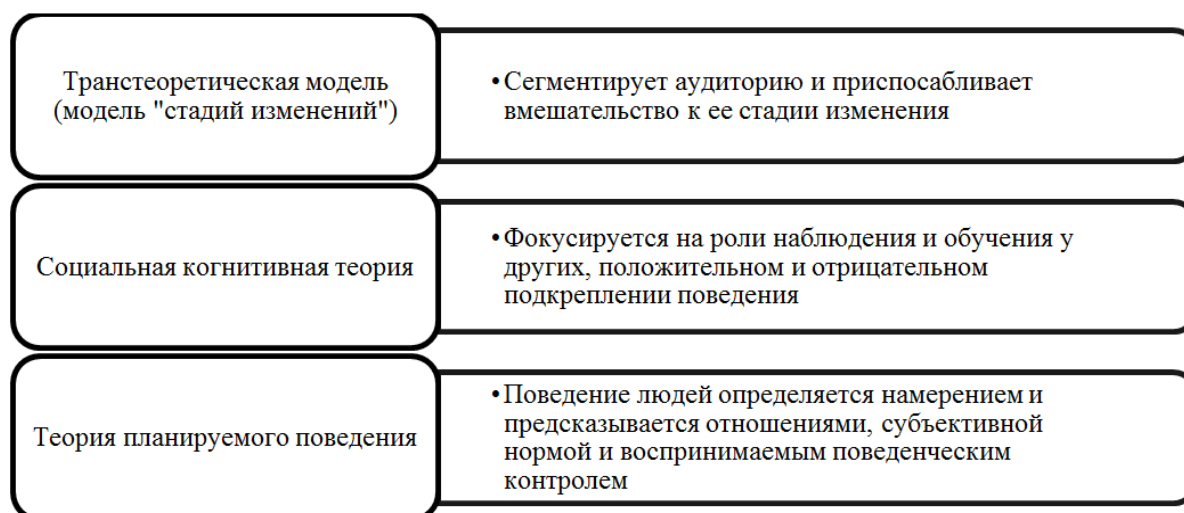 Транстеоретическая модель
(модель "стадий изменений")
•Сегментирует аудиторию и приспосабливает
вмешательство к ее стадии изменения
Социальная когнитивная теория
•Фокусируется на роли наблюдения и обучения у
других, положительном и отрицательном
подкреплении поведения
Теория планируемого поведения
•Поведение людей определяется намерением и
предсказывается отношениями, субъективной
нормой и воспринимаемым поведенческим
контролем